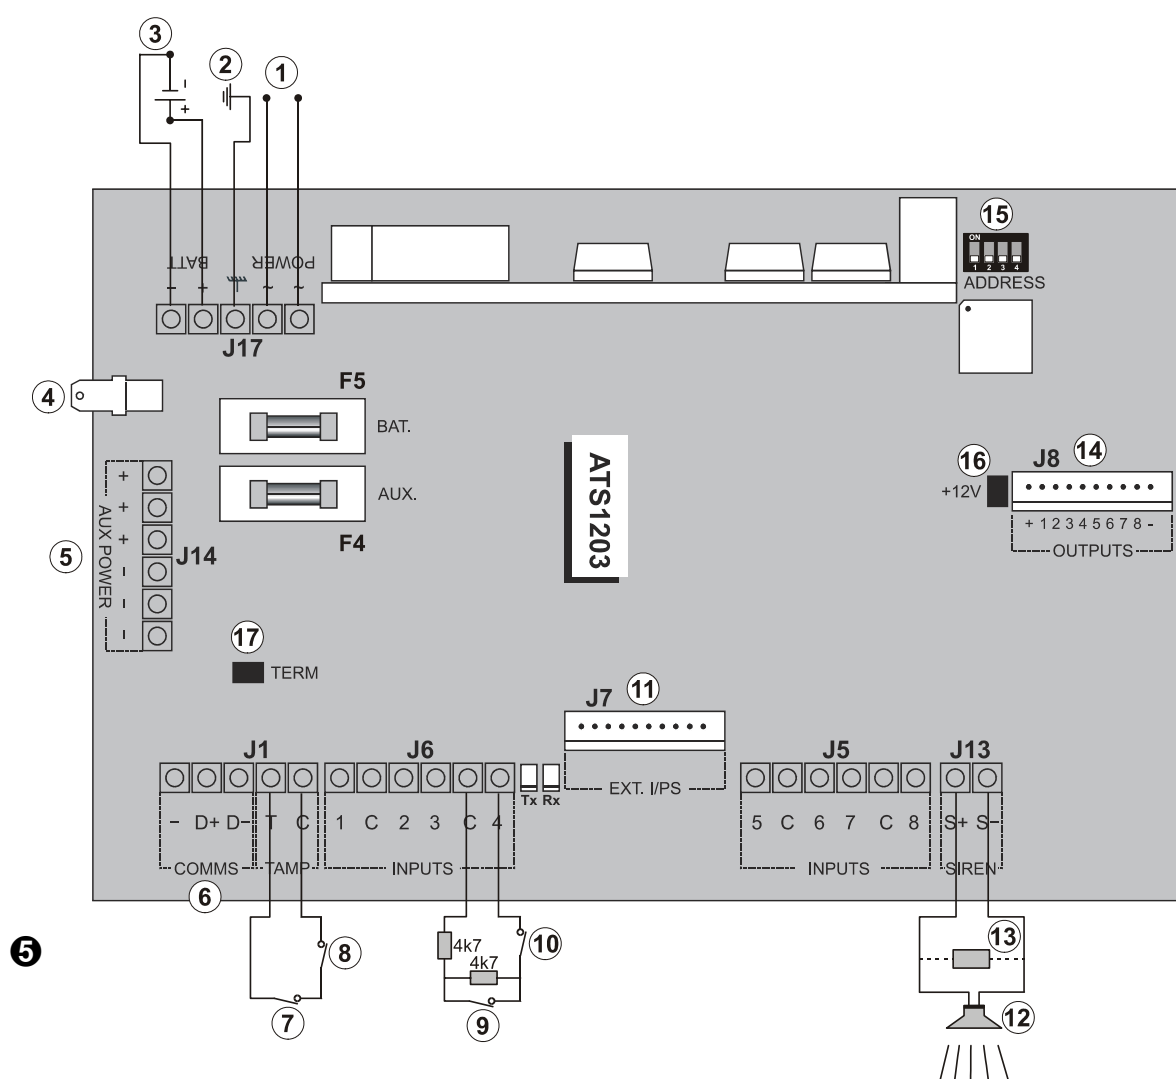 3
2
1
-
+
15
ON
1 2 3 4
ADDRESS
BATT
POWER
- + ~ ~
J17
4
F5
BAT.
AUX.
F4
ATS1203
16
J8
14
+12V
+ 1 2 3 4 5 6 7 8 -
OUTPUTS
5
AUX POWER
+
+
+
-
-
-
J14
17
TERM
J7
11
EXT. I/PS
J1
J6
Tx Rx
J5
J13
- D+ D- T C 1 C 2 3 C 4
5 C 6 7 C 8 S+ S-
COMMS
TAMP
INPUTS
INPUTS
SIREN
6
5
8
7
4k7
4k7
10
9
13
12